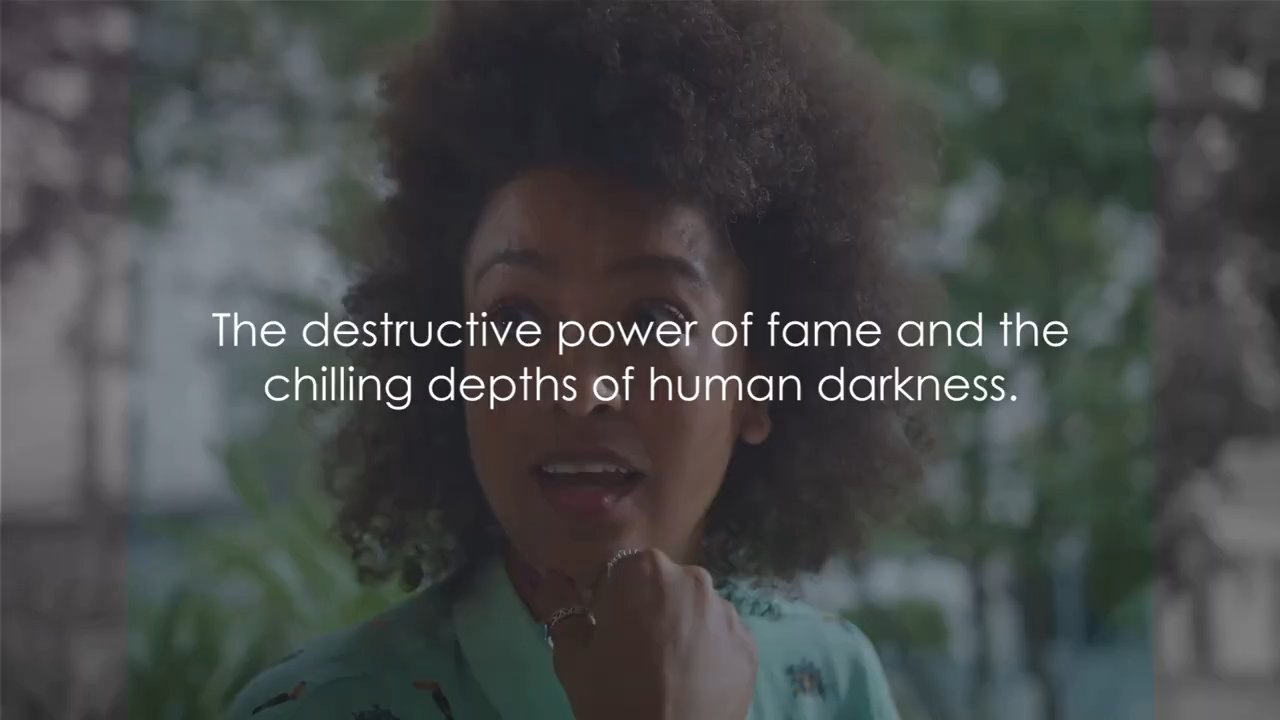 The destructive power of fame and the
chilling depths of human darkness.